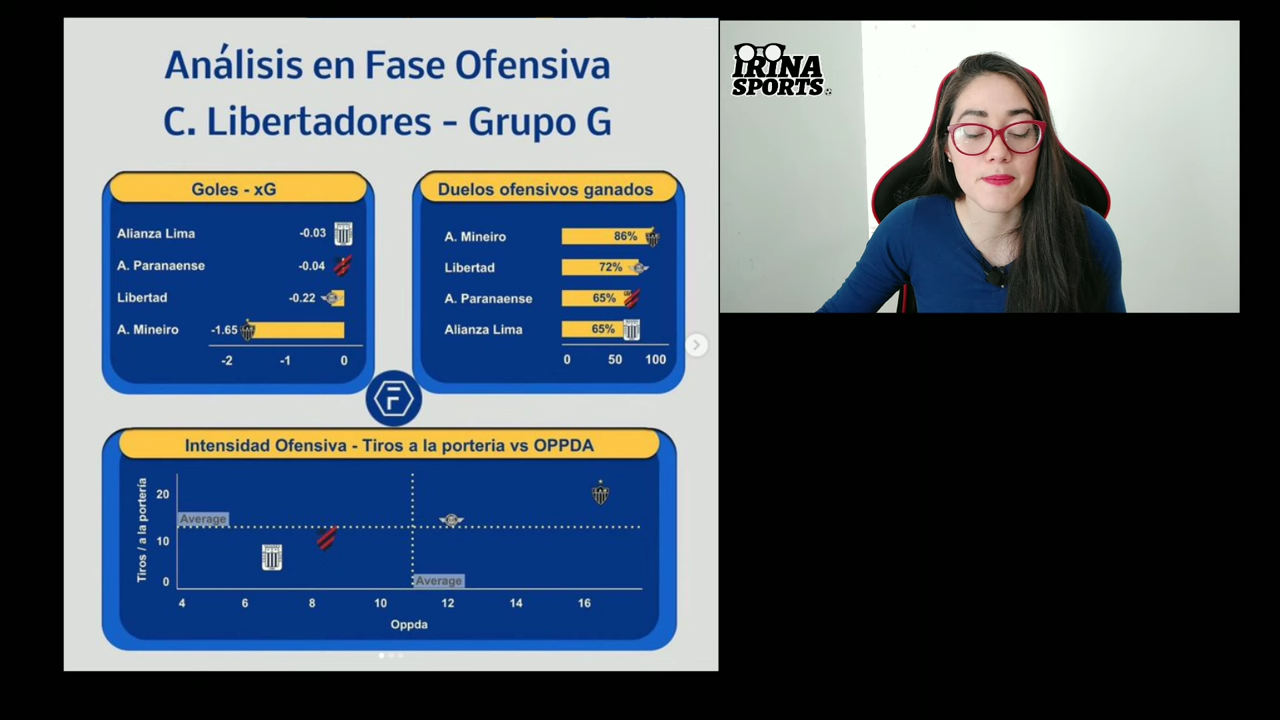 Análisis en Fase Ofensiva
C. Libertadores - Grupo G
IRINA
SPORTS
Goles - xG
Alianza Lima -0.03
A. Paranaense -0.04
Libertad -0.22
A. Mineiro -1.65
-2 -1 0
Duelos ofensivos ganados
A. Mineiro 86%
Libertad 72%
A. Paranaense 65%
Alianza Lima 65%
0 50 100
F
Intensidad Ofensiva - Tiros a la porteria vs OPPDA
Tiros / a la portería
20
Average
10
0
Average
4 6 8 10 12 14 16
Oppda